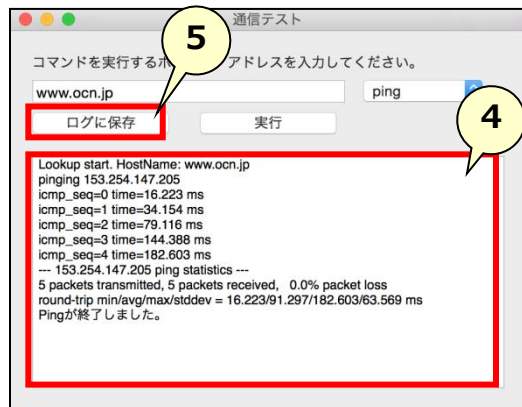 通信テスト
5
コマンドを実行するホ アドレスを入力してください。
www.ocn.jp ping
4
ログに保存 実行
Lookup start. HostName: www.ocn.jp
pinging 153.254.147.205
icmp_seq=0 time=16.223 ms
icmp_seq=1 time=34.154 ms
icmp_seq=2 time=79.116 ms
icmp_seq=3 time=144.388 ms
icmp_seq=4 time=182.603 ms
--- 153.254.147.205 ping statistics ---
5 packets transmitted, 5 packets received, 0.0% packet loss
round-trip min/avg/max/stddev = 16.223/91.297/182.603/63.569 ms
Pingが終了しました。